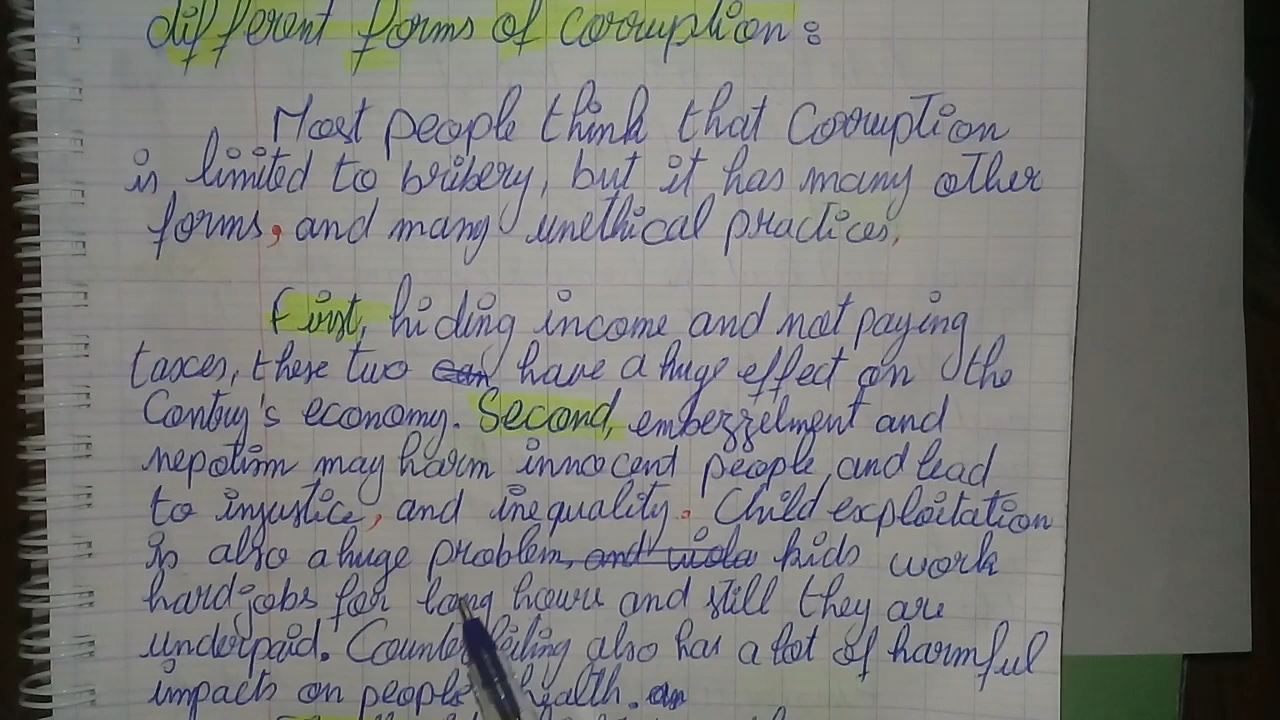 different forms of corruption:
Most people think that Corruption
is limited to bribery, but it has many other
forms, and many unethical practices.
First, hiding income and not paying
taxes, these two can have a huge effect on the
Contry's economy. Second, embezzelment and
nepotism may harm innocent people, and lead
to injustice, and inequality. Child exploitation
is also a huge problem, and kids work
hard jobs for long hours and still they are
underpaid. Counterfeiting also has a lot of harmful
impacts on people health.